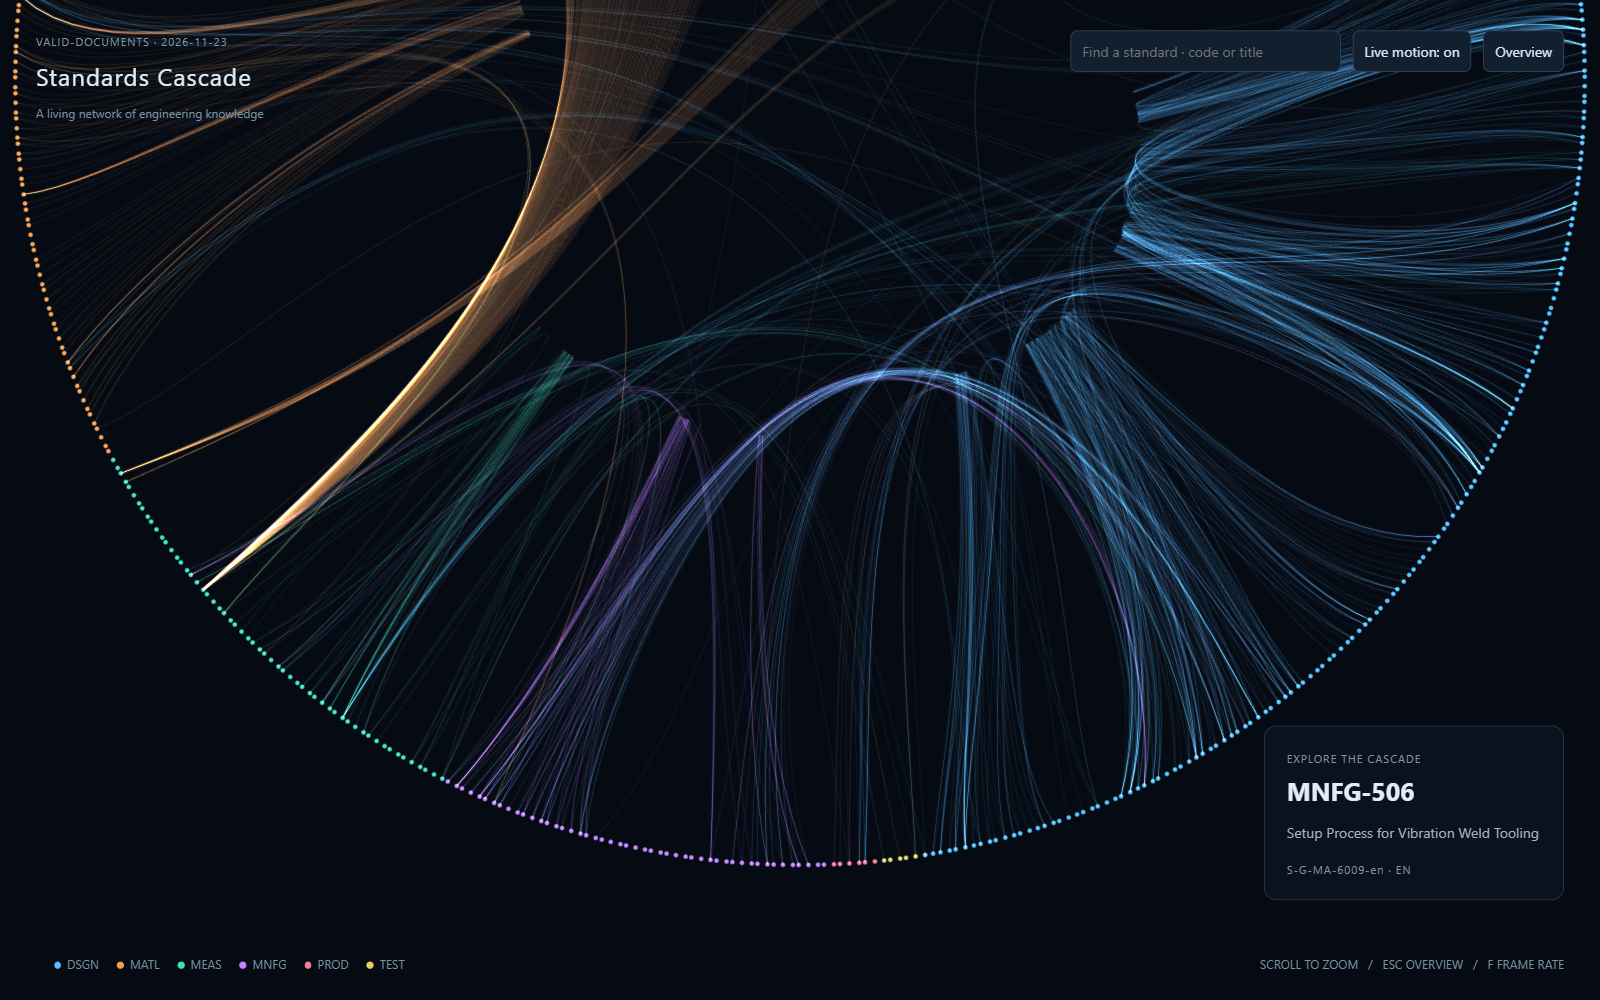 VALID-DOCUMENTS · 2026-11-23
Standards Cascade
A living network of engineering knowledge
Find a standard · code or title
Live motion: on
Overview
EXPLORE THE CASCADE
MNFG-506
Setup Process for Vibration Weld Tooling
S-G-MA-6009-en · EN
DSGN MATL MEAS MNFG PROD TEST
SCROLL TO ZOOM / ESC OVERVIEW / F FRAME RATE